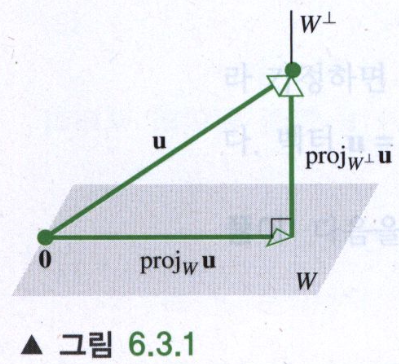 W⊥
u
proj_W⊥ u
0
proj_W u
W
▲ 그림 6.3.1